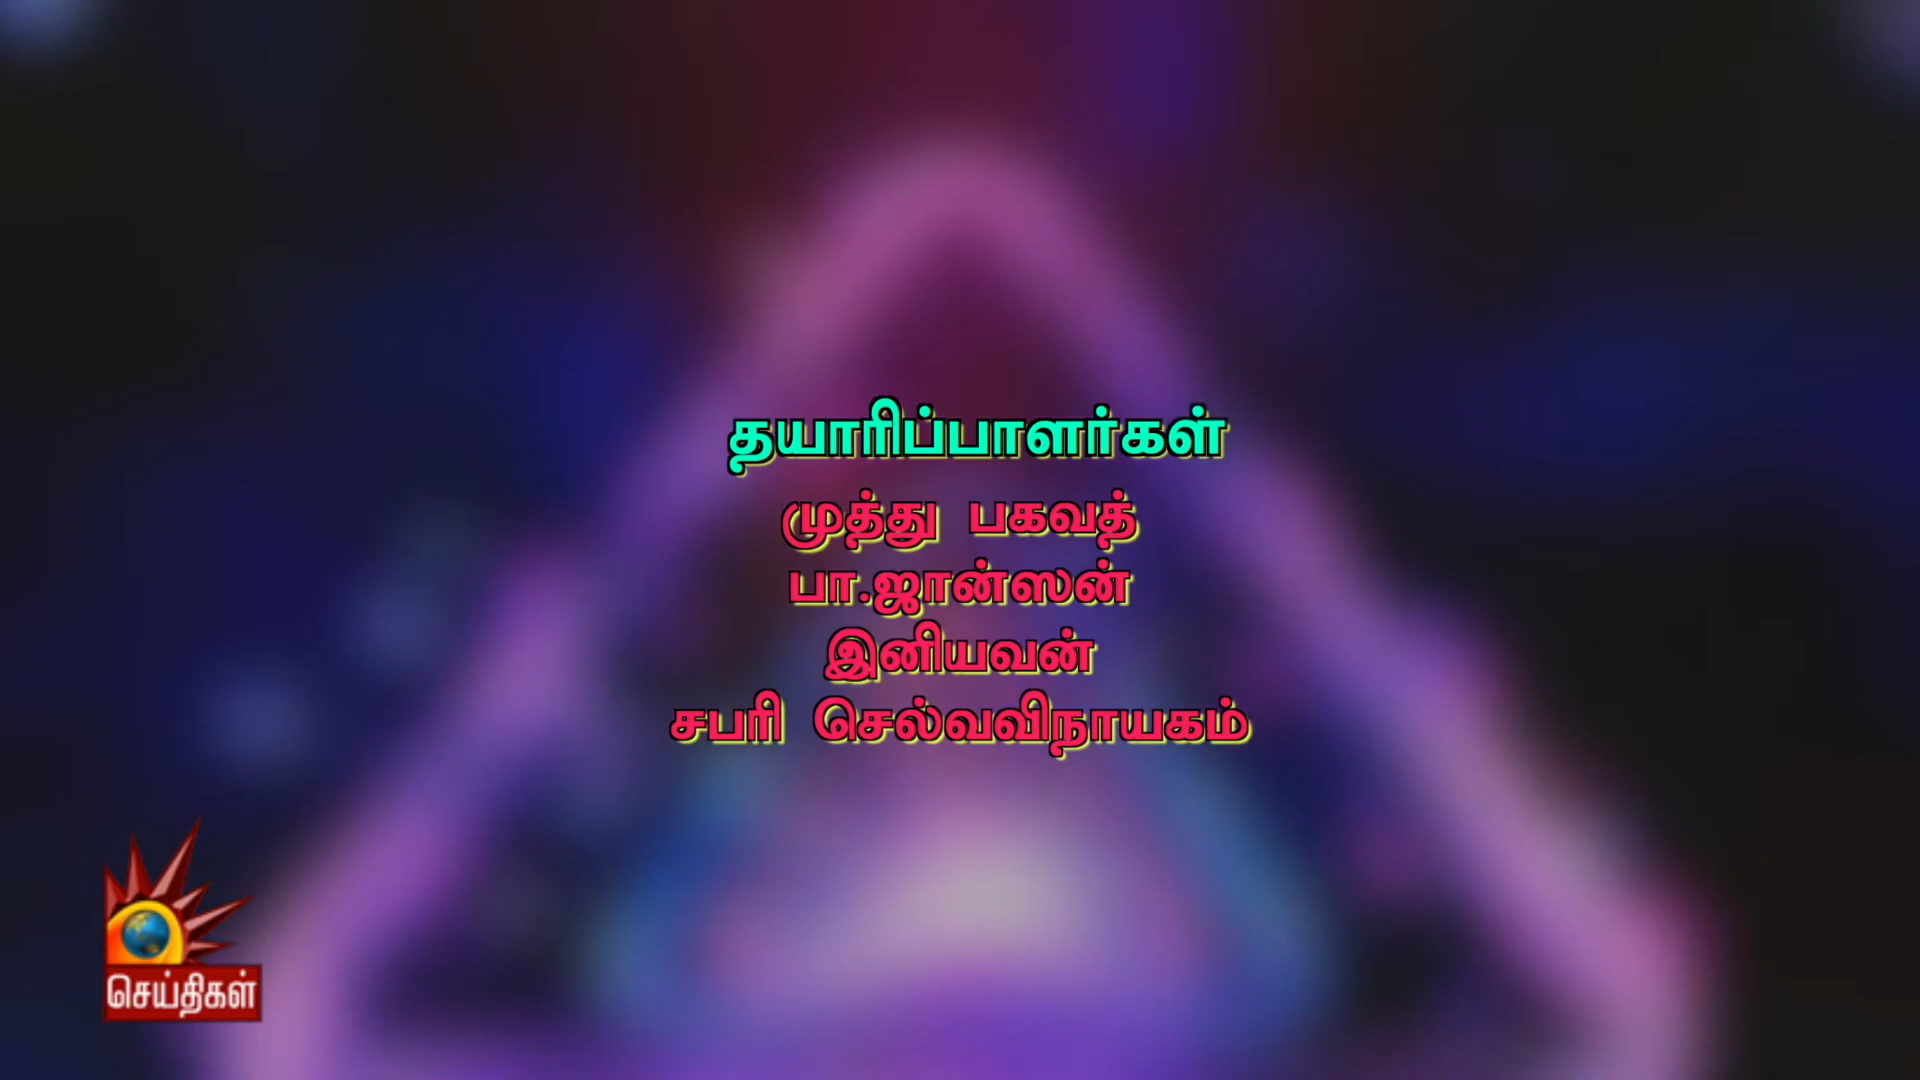 தயாரிப்பாளர்கள்
முத்து பகவத்
பா.ஜான்ஸன்
இனியவன்
சபரி செல்வவிநாயகம்
செய்திகள்